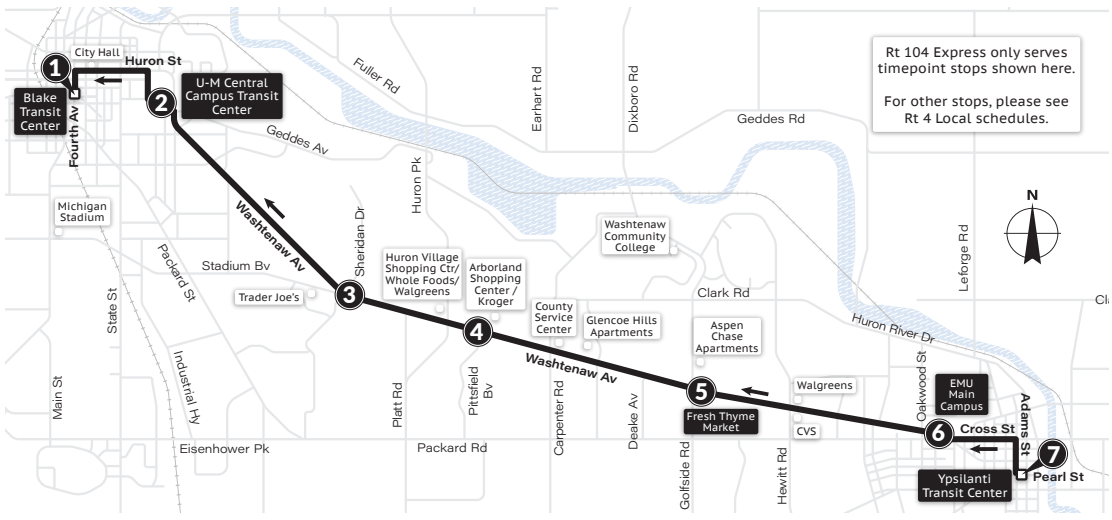 City Hall
Huron St
1
Blake
Transit
Center
2
U-M Central
Campus Transit
Center
Fourth Av
Fuller Rd
Geddes Av
Earhart Rd
Dixboro Rd
Geddes Rd
Rt 104 Express only serves
timepoint stops shown here.
For other stops, please see
Rt 4 Local schedules.
Huron Pk
Michigan
Stadium
Packard St
Stadium Bv
Washtenaw Av
Sheridan Dr
Trader Joe's
3
Huron Village
Shopping Ctr/
Whole Foods/
Walgreens
Arborland
Shopping
Center /
Kroger
4
County
Service
Center
Glencoe Hills
Apartments
Washtenaw
Community
College
Clark Rd
N
Leforge Rd
Cla
Huron River Dr
Aspen
Chase
Apartments
Washtenaw Av
5
Fresh Thyme
Market
Walgreens
CVS
Oakwood St
EMU
Main
Campus
6
Cross St
Adams St
7
Pearl St
Ypsilanti
Transit Center
Main St
State St
Industrial Hy
Eisenhower Pk
Platt Rd
Packard Rd
Pittsfield
Bv
Carpenter Rd
Deake Av
Golfside Rd
Hewitt Rd